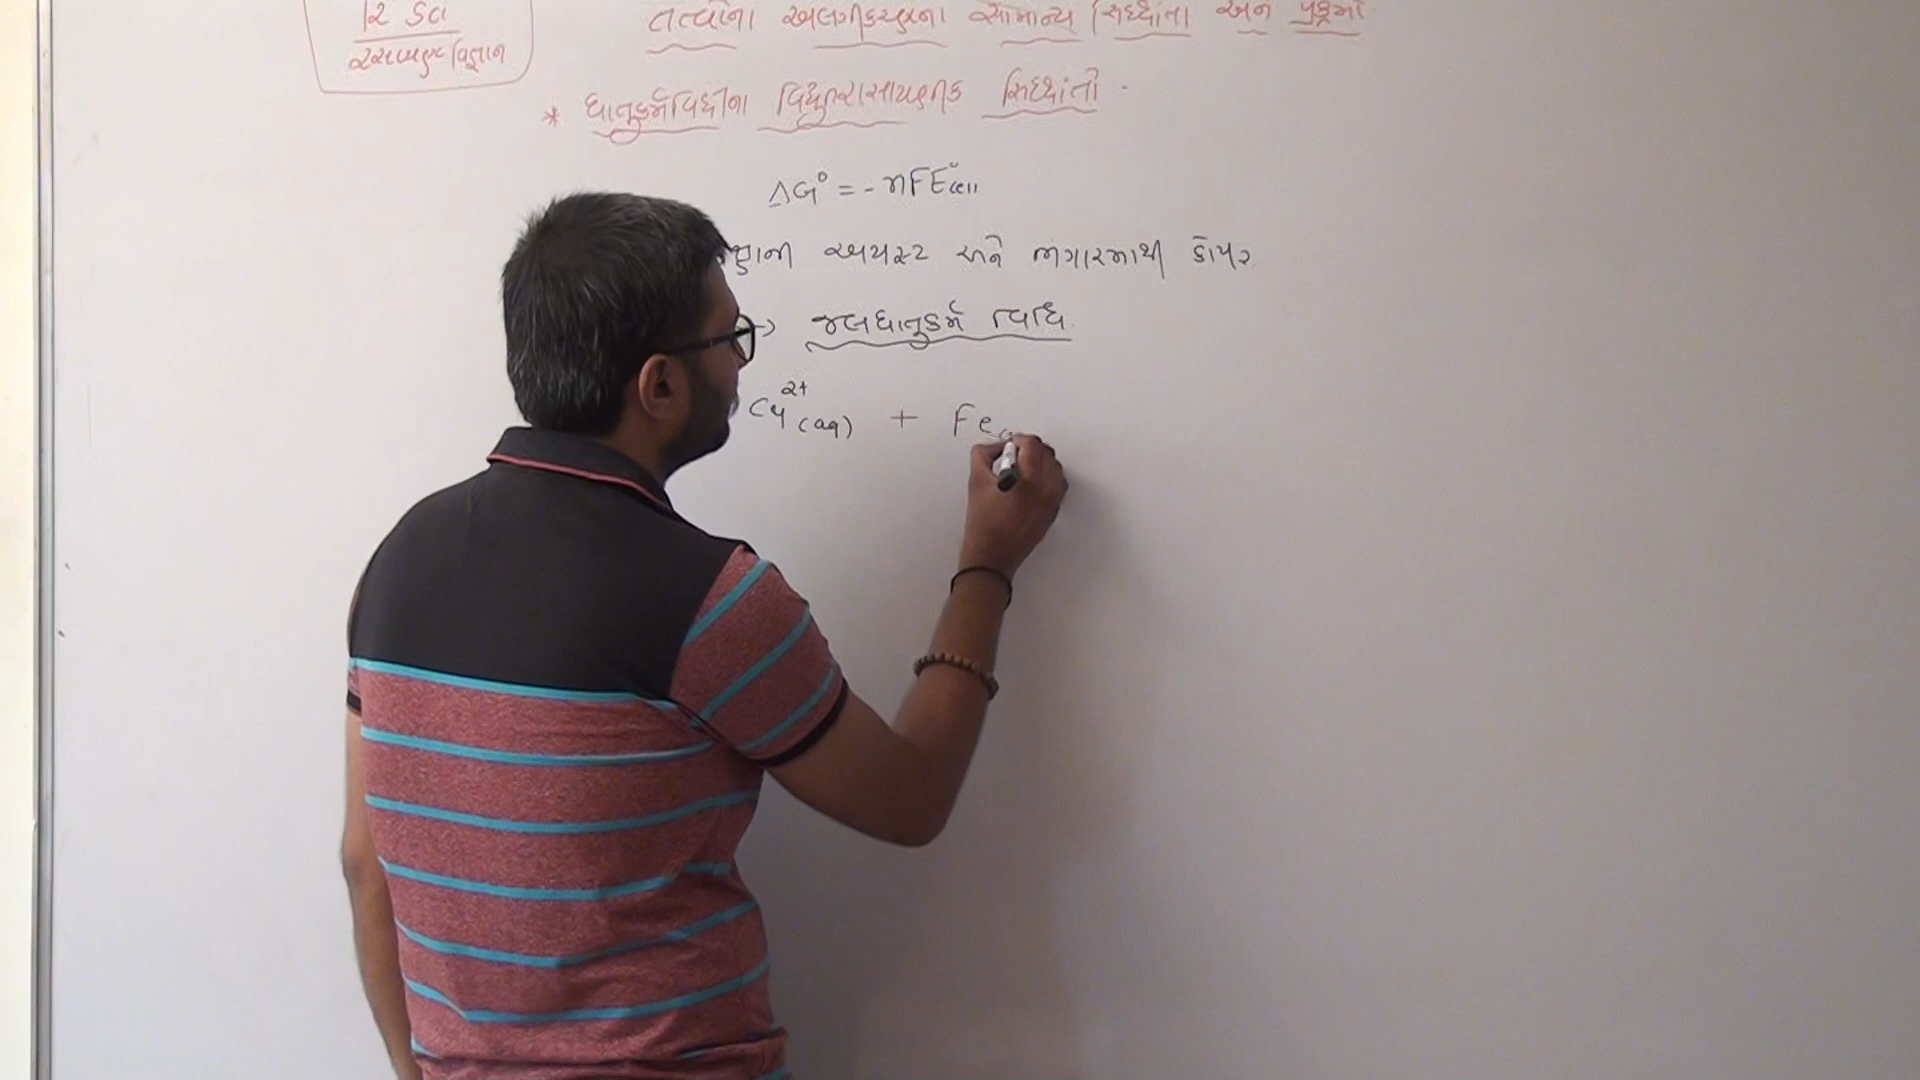 12 Sci
રસાયણ વિજ્ઞાન
તત્વોના અલગીકરણના સામાન્ય સિધ્ધાંતો અને પ્રક્રમો
* ધાતુકર્મવિધીના વિદ્યુતરાસાયણીક સિધ્ધાંતો.
ΔG° = - nFE°cell
અયસ્ક અને ભંગારમાથી કોપર
→ જલધાતુકર્મ વિધિ.
Cu²⁺(aq) + Fe